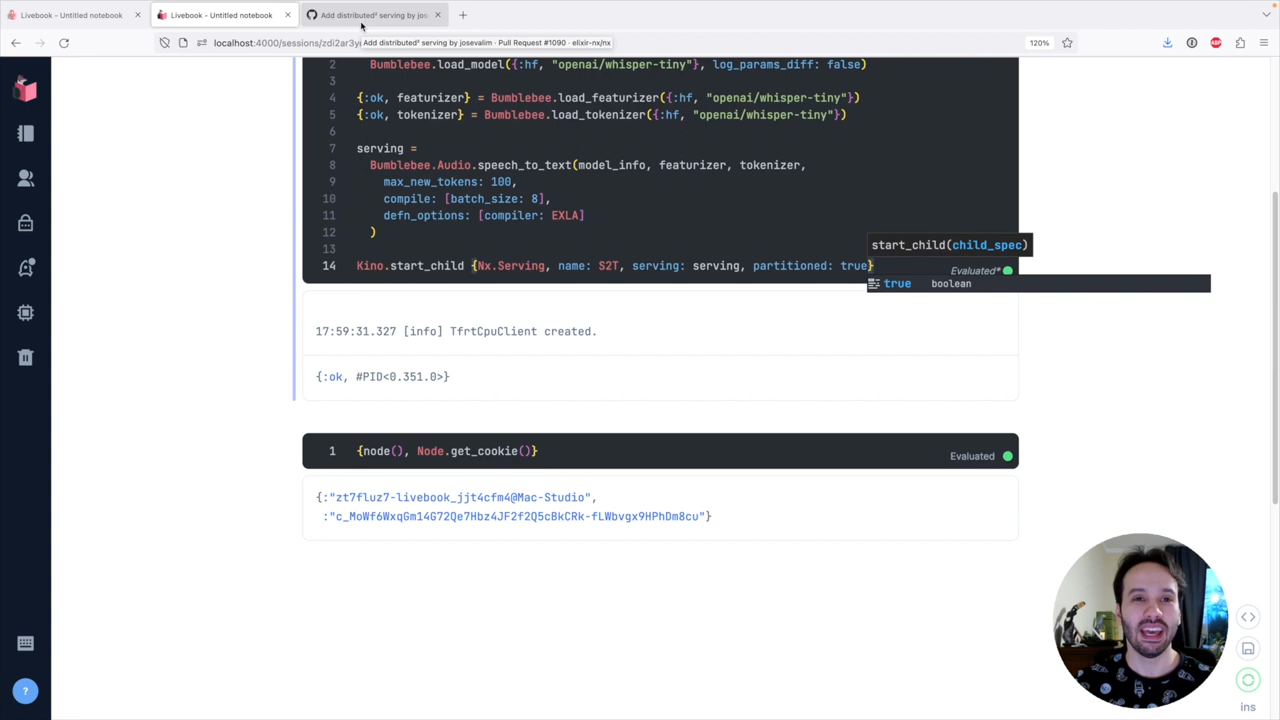 Livebook - Untitled notebook
Livebook - Untitled notebook
Add distributed² serving by jos
localhost:4000/sessions/zdi2ar3y
Add distributed² serving by josevalim · Pull Request #1090 · elixir-nx/nx
120%
ABP
2 Bumblebee.load_model({:hf, "openai/whisper-tiny"}, log_params_diff: false)
3
4 {:ok, featurizer} = Bumblebee.load_featurizer({:hf, "openai/whisper-tiny"})
5 {:ok, tokenizer} = Bumblebee.load_tokenizer({:hf, "openai/whisper-tiny"})
6
7 serving =
8 Bumblebee.Audio.speech_to_text(model_info, featurizer, tokenizer,
9 max_new_tokens: 100,
10 compile: [batch_size: 8],
11 defn_options: [compiler: EXLA]
12 )
13
start_child(child_spec)
14 Kino.start_child {Nx.Serving, name: S2T, serving: serving, partitioned: true}
Evaluated*
true boolean
17:59:31.327 [info] TfrtCpuClient created.
{:ok, #PID<0.351.0>}
1 {node(), Node.get_cookie()}
Evaluated
{:"zt7fluz7-livebook_jjt4cfm4@Mac-Studio",
:"c_MoWf6WxqGm14G72Qe7Hbz4JF2f2Q5cBkCRk-fLWbvgx9HPhDm8cu"}
?
ins